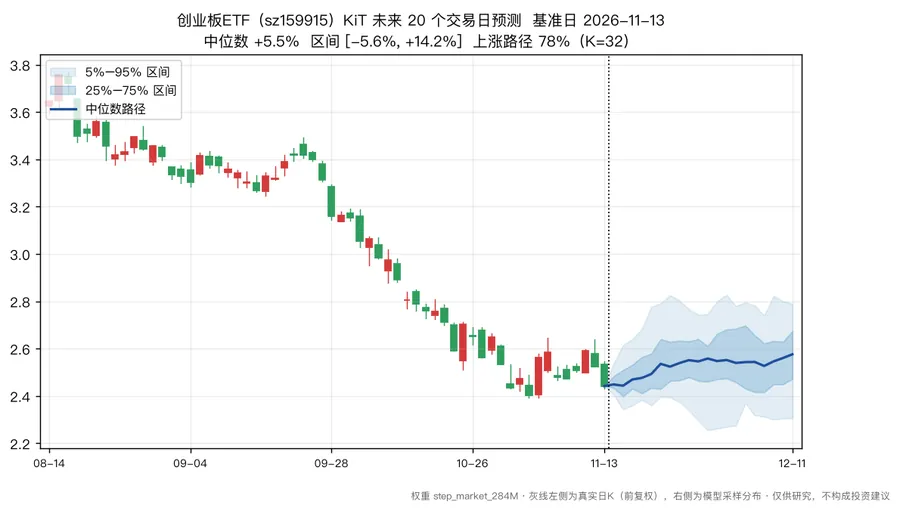 创业板ETF（sz159915）KiT 未来 20 个交易日预测  基准日 2026-11-13
中位数 +5.5%  区间 [-5.6%, +14.2%]  上涨路径 78%（K=32）
5%—95% 区间
25%—75% 区间
中位数路径
3.8
3.6
3.4
3.2
3.0
2.8
2.6
2.4
2.2
08-14
09-04
09-28
10-26
11-13
12-11
权重 step_market_284M · 灰线左侧为真实日K（前复权），右侧为模型采样分布 · 仅供研究，不构成投资建议